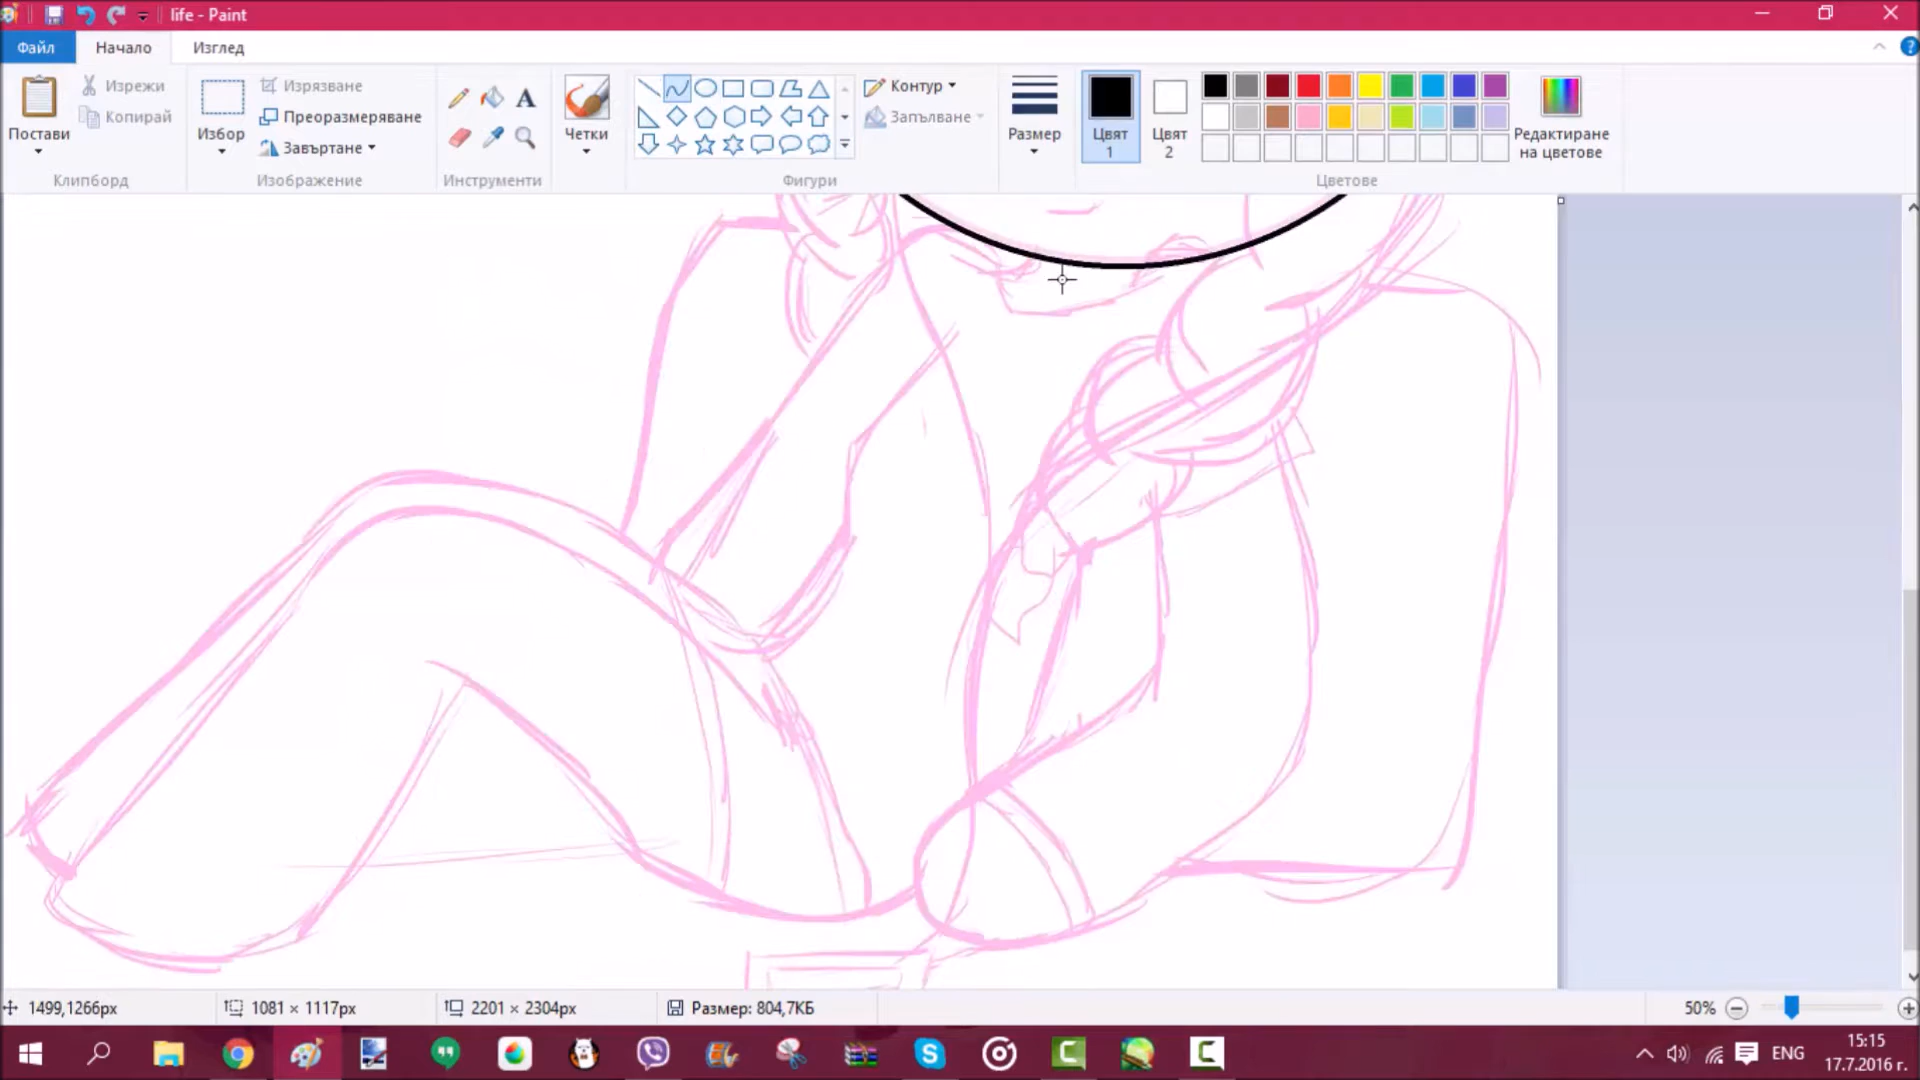 life - Paint
Файл
Начало
Изглед
Постави
Изрежи
Копирай
Клипборд
Избор
Изрязване
Преоразмеряване
Завъртане
Изображение
A
Инструменти
Четки
Фигури
Контур
Запълване
Размер
Цвят
1
Цвят
2
Редактиране
на цветове
Цветове
1499,1266px
1081 × 1117px
2201 × 2304px
Размер: 804,7КБ
50%
ENG
15:15
17.7.2016 г.